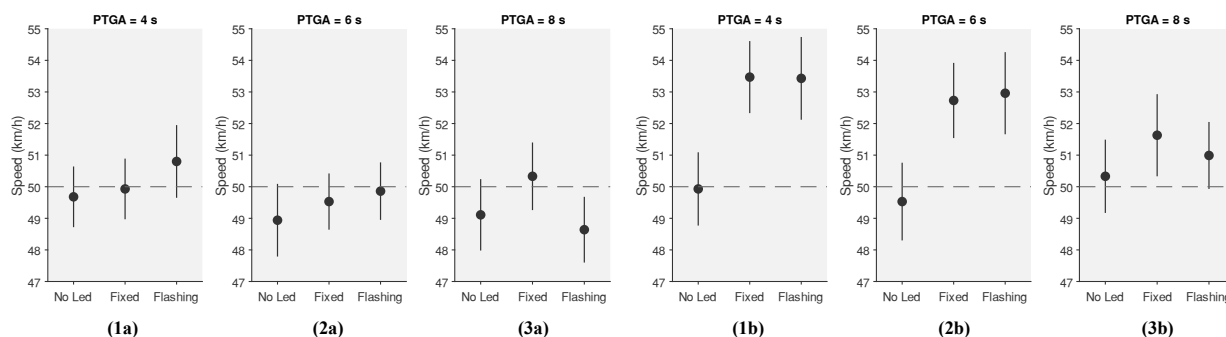 PTGA = 4 s
55
54
53
52
51
50
49
48
47
Speed (km/h)
No Led Fixed Flashing
(1a)
PTGA = 6 s
55
54
53
52
51
50
49
48
47
Speed (km/h)
No Led Fixed Flashing
(2a)
PTGA = 8 s
55
54
53
52
51
50
49
48
47
Speed (km/h)
No Led Fixed Flashing
(3a)
PTGA = 4 s
55
54
53
52
51
50
49
48
47
Speed (km/h)
No Led Fixed Flashing
(1b)
PTGA = 6 s
55
54
53
52
51
50
49
48
47
Speed (km/h)
No Led Fixed Flashing
(2b)
PTGA = 8 s
55
54
53
52
51
50
49
48
47
Speed (km/h)
No Led Fixed Flashing
(3b)